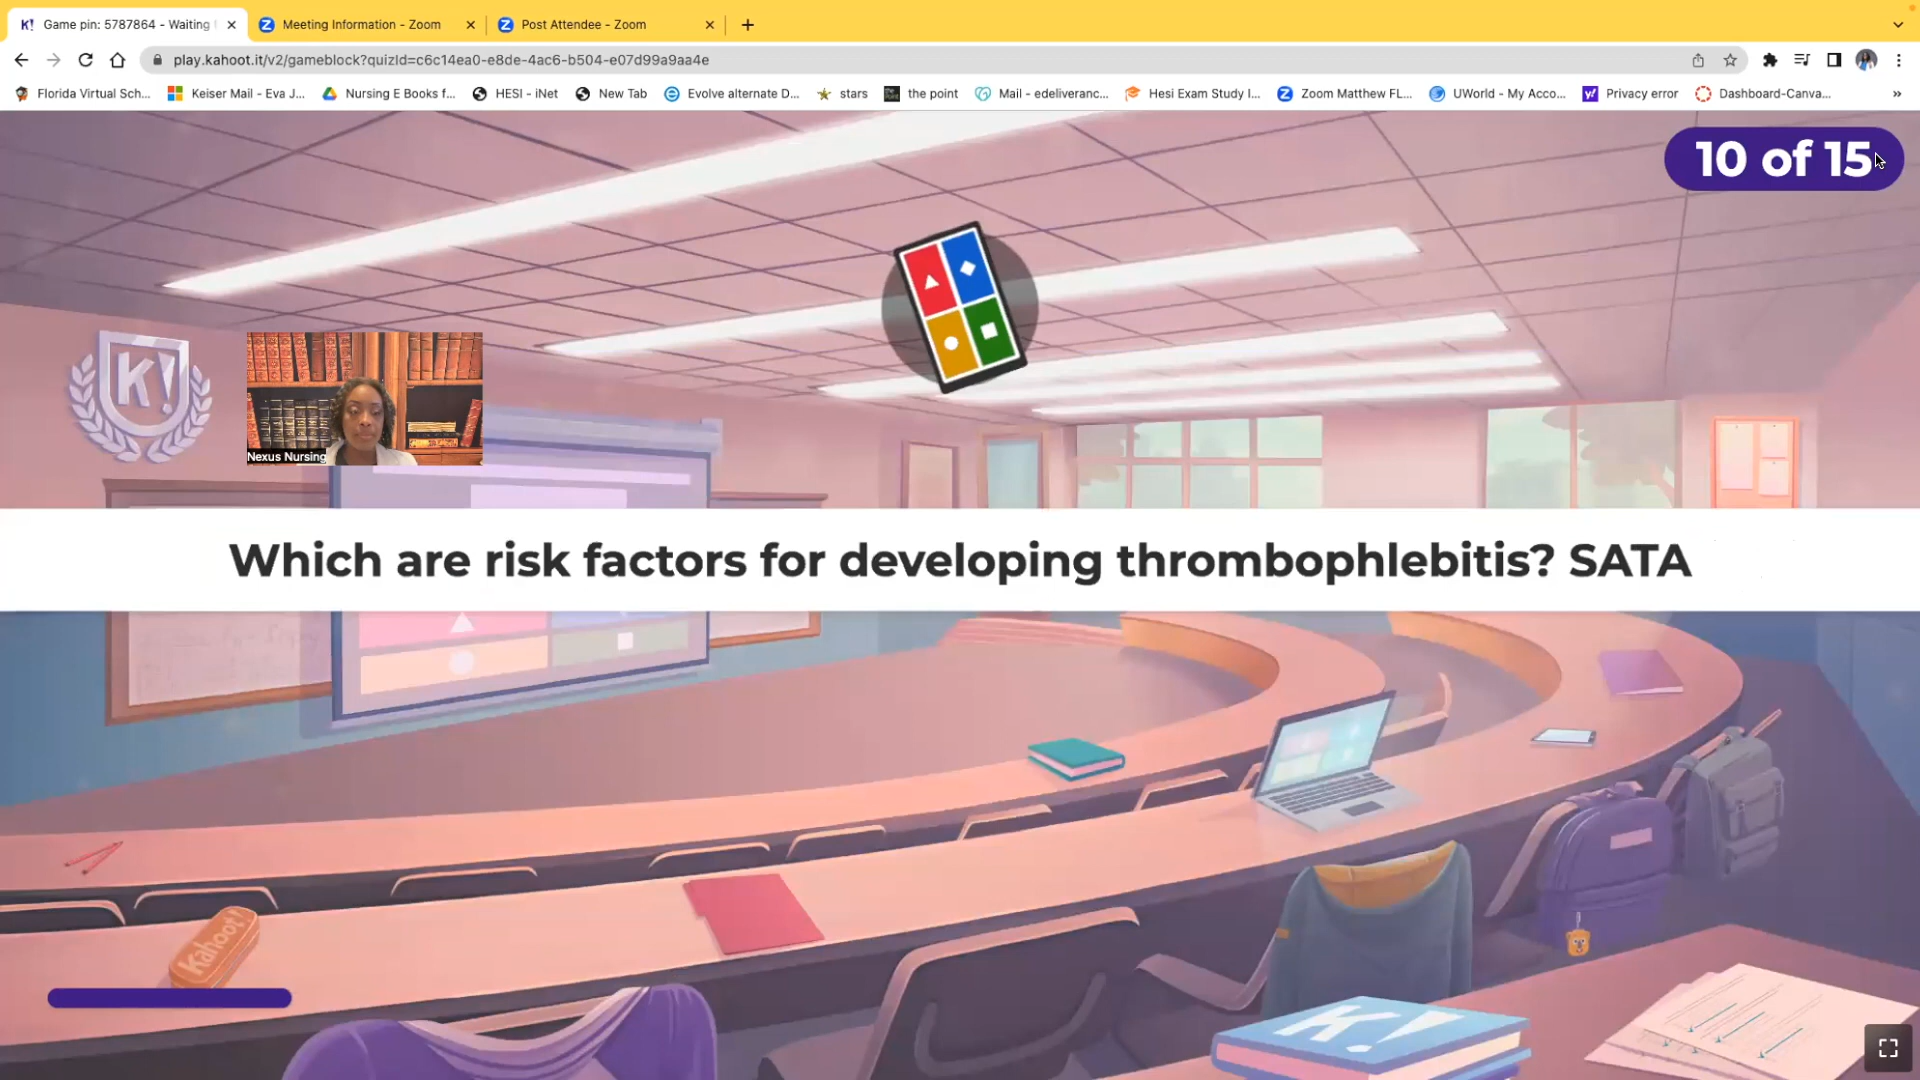 K! Game pin: 5787864 - Waiting
Meeting Information - Zoom
Post Attendee - Zoom
play.kahoot.it/v2/gameblock?quizId=c6c14ea0-e8de-4ac6-b504-e07d99a9aa4e
Florida Virtual Sch...
Keiser Mail - Eva J...
Nursing E Books f...
HESI - iNet
New Tab
Evolve alternate D...
stars
the point
Mail - edeliveranc...
Hesi Exam Study I...
Zoom Matthew FL...
UWorld - My Acco...
Privacy error
Dashboard-Canva...
10 of 15
K!
Nexus Nursing
Which are risk factors for developing thrombophlebitis? SATA
Kahoot!
K!